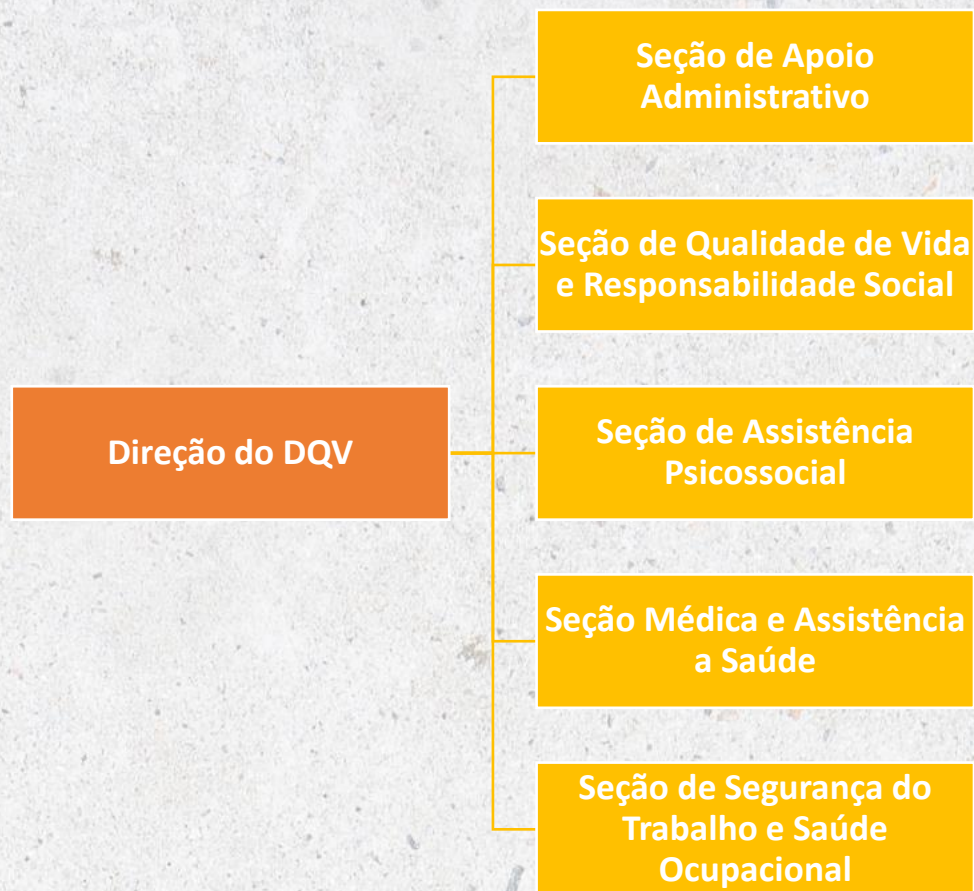 Seção de Apoio
Administrativo
Seção de Qualidade de Vida
e Responsabilidade Social
Direção do DQV
Seção de Assistência
Psicossocial
Seção Médica e Assistência
a Saúde
Seção de Segurança do
Trabalho e Saúde
Ocupacional